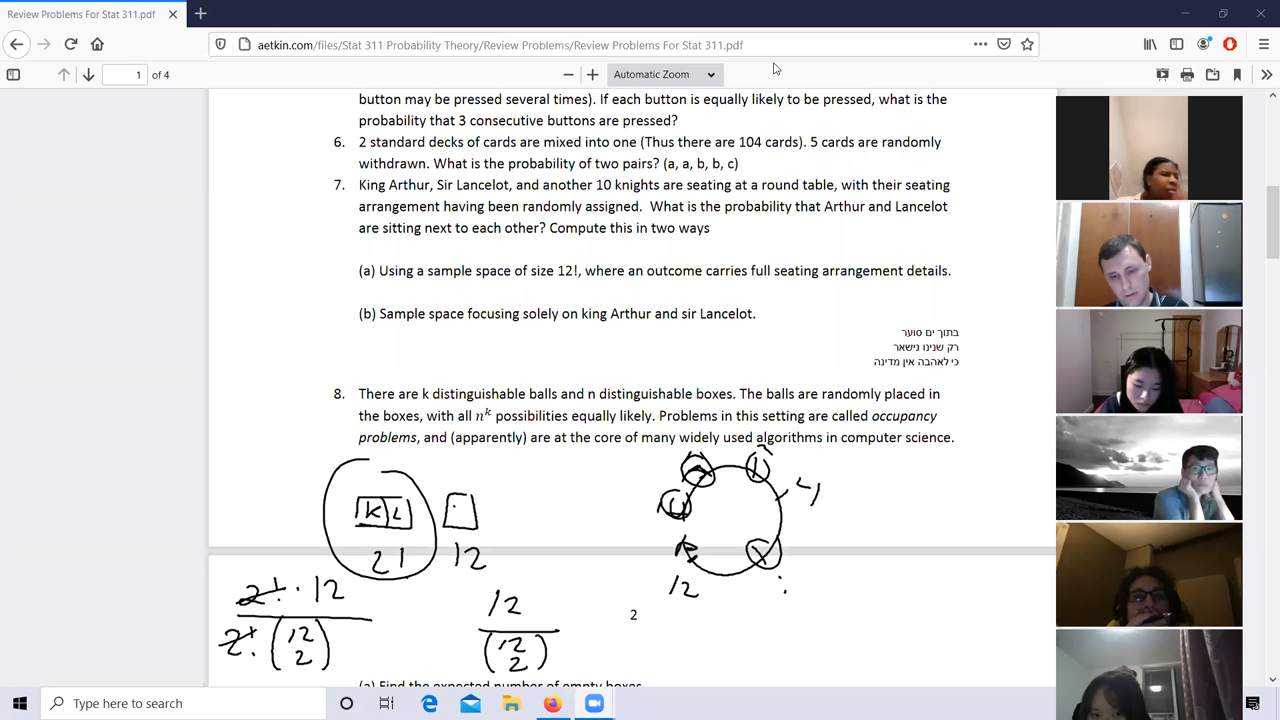 Review Problems For Stat 311.pdf
aetkin.com/files/Stat 311 Probability Theory/Review Problems/Review Problems For Stat 311.pdf
1 of 4
Automatic Zoom
button may be pressed several times). If each button is equally likely to be pressed, what is the
probability that 3 consecutive buttons are pressed?
6. 2 standard decks of cards are mixed into one (Thus there are 104 cards). 5 cards are randomly
withdrawn. What is the probability of two pairs? (a, a, b, b, c)
7. King Arthur, Sir Lancelot, and another 10 knights are seating at a round table, with their seating
arrangement having been randomly assigned. What is the probability that Arthur and Lancelot
are sitting next to each other? Compute this in two ways
(a) Using a sample space of size 12!, where an outcome carries full seating arrangement details.
(b) Sample space focusing solely on king Arthur and sir Lancelot.
בתוך ים סוער
רק שנינו נישאר
כי לאהבה אין מדינה
8. There are k distinguishable balls and n distinguishable boxes. The balls are randomly placed in
the boxes, with all n^k possibilities equally likely. Problems in this setting are called occupancy
problems, and (apparently) are at the core of many widely used algorithms in computer science.
K L
2! 12
12
2! · 12
2! (12 2)
12
(12 2)
2
(a) Find the expected number of empty boxes
Type here to search